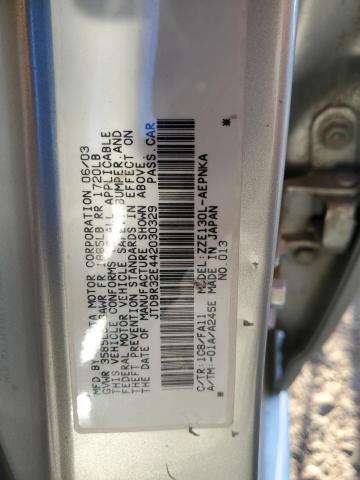 MFD BY: TOYOTA MOTOR CORPORATION 06/03
GVWR 3585LB GAWR FR 1985LB RR 1720LB
THIS VEHICLE CONFORMS TO ALL APPLICABLE
FEDERAL MOTOR VEHICLE SAFETY, BUMPER, AND
THEFT PREVENTION STANDARDS IN EFFECT ON
THE DATE OF MANUFACTURE SHOWN ABOVE.
JTDBR32E442030329 PASS. CAR
* *
C/TR: 1C8/FA11 MODEL: ZZE130L-AEPNKA
A/TM: -01A/A245E MADE IN JAPAN
NO.013